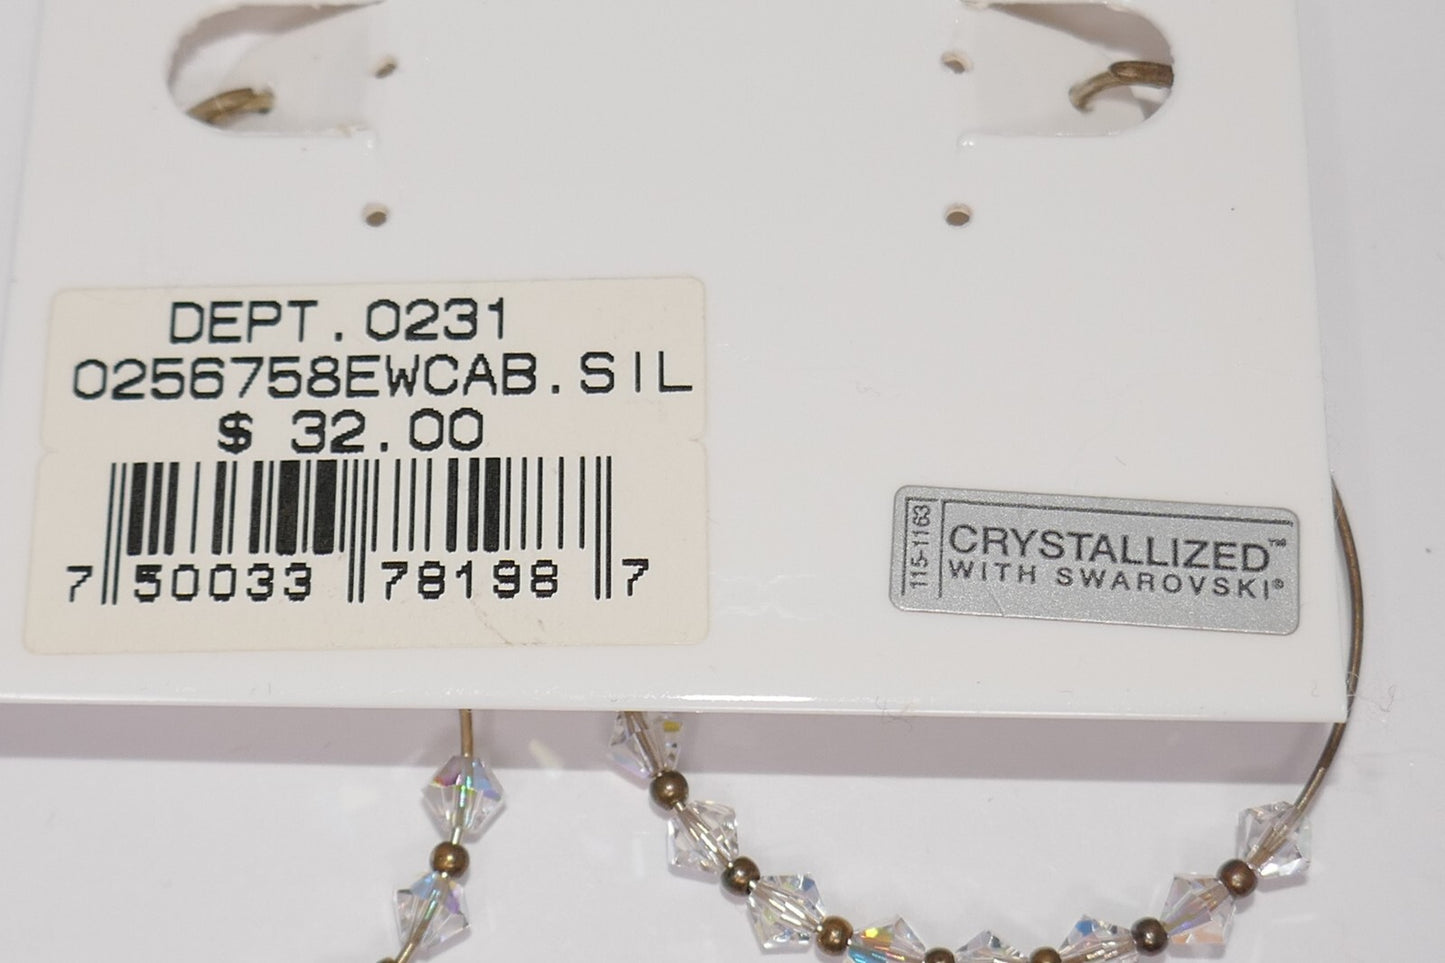 DEPT.0231
0256758EWCAB.SIL
$ 32.00
7 50033 78198 7
115-1163
CRYSTALLIZED™
WITH SWAROVSKI®